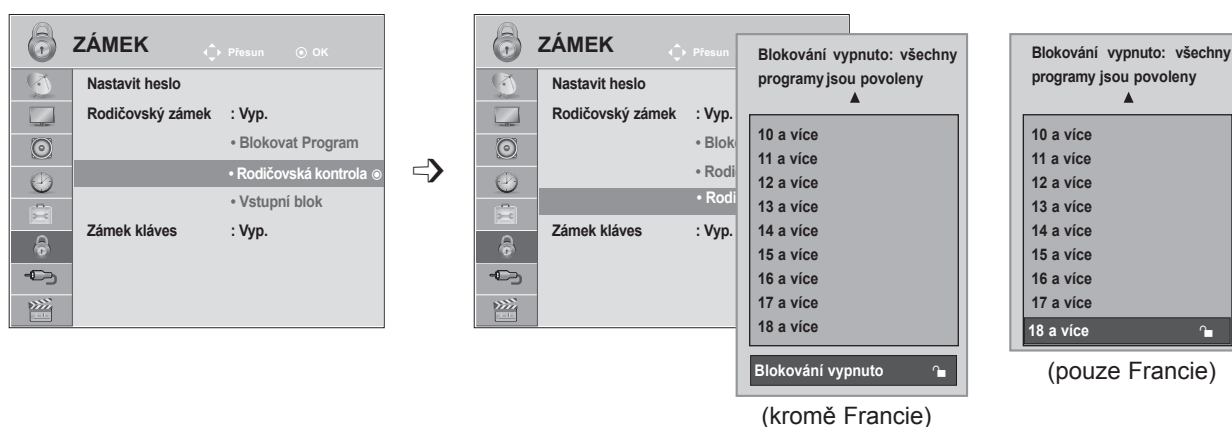 ZÁMEK
Přesun OK
Nastavit heslo
Rodičovský zámek : Vyp.
• Blokovat Program
• Rodičovská kontrola
• Vstupní blok
Zámek kláves : Vyp.
ZÁMEK
Přesun
Nastavit heslo
Rodičovský zámek : Vyp.
• Blok
• Rodi
• Rodi
Zámek kláves : Vyp.
Blokování vypnuto: všechny
programy jsou povoleny
10 a více
11 a více
12 a více
13 a více
14 a více
15 a více
16 a více
17 a více
18 a více
Blokování vypnuto
(kromě Francie)
Blokování vypnuto: všechny
programy jsou povoleny
10 a více
11 a více
12 a více
13 a více
14 a více
15 a více
16 a více
17 a více
18 a více
(pouze Francie)